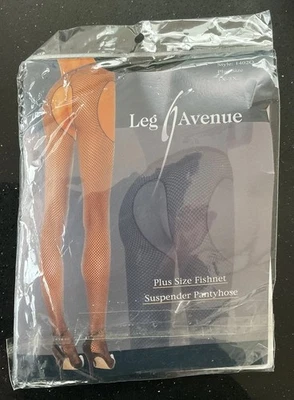 Leg Avenue
Plus Size Fishnet
Suspender Pantyhose